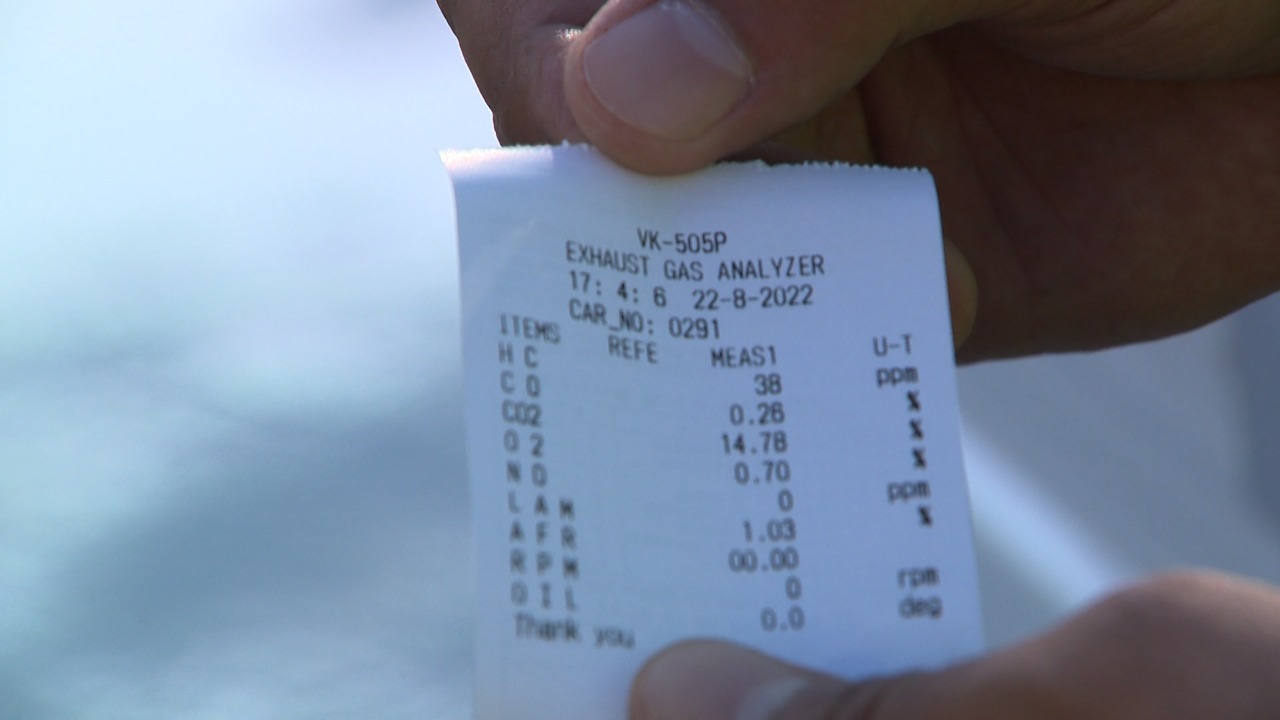 VK-505P
EXHAUST GAS ANALYZER
17: 4: 6 22-8-2022
CAR_NO: 0291
ITEMS REFE MEAS1 U-T
H C 38 ppm
C O 0.26 %
CO2 14.78 %
O 2 0.70 %
N O 0 ppm
L A M 1.03 %
A F R 00.00
R P M 0 rpm
O I L 0.0 deg
Thank you